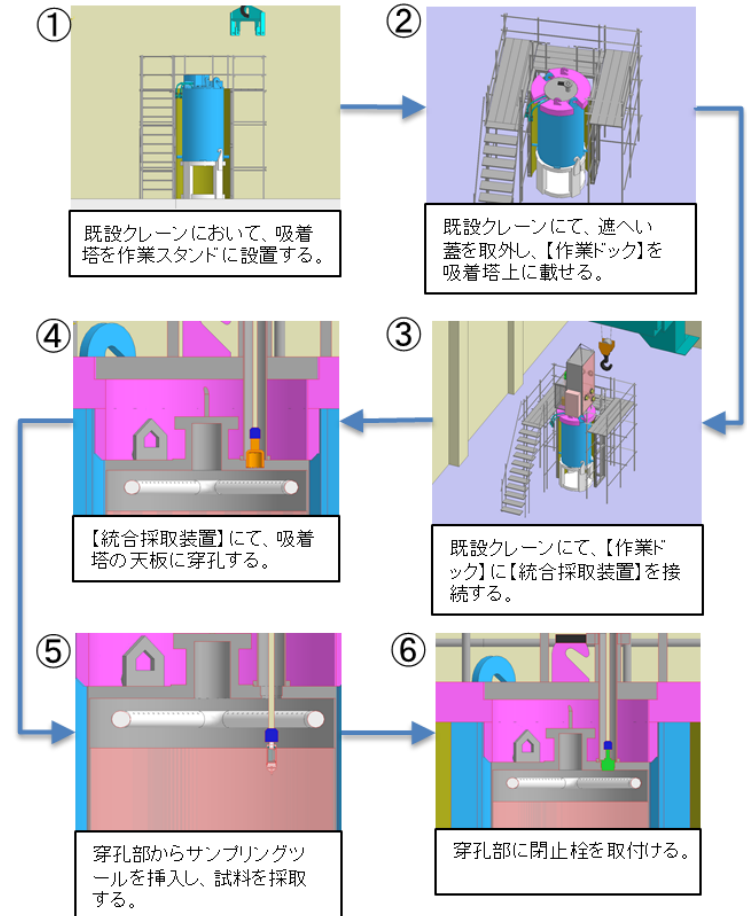 ①
既設クレーンにおいて、吸着
塔を作業スタンドに設置する。
②
既設クレーンにて、遮へい
蓋を取外し、【作業ドック】を
吸着塔上に載せる。
③
既設クレーンにて、【作業ド
ック】に【統合採取装置】を接
続する。
④
【統合採取装置】にて、吸着
塔の天板に穿孔する。
⑤
穿孔部からサンプリングツ
ールを挿入し、試料を採取
する。
⑥
穿孔部に閉止栓を取付ける。